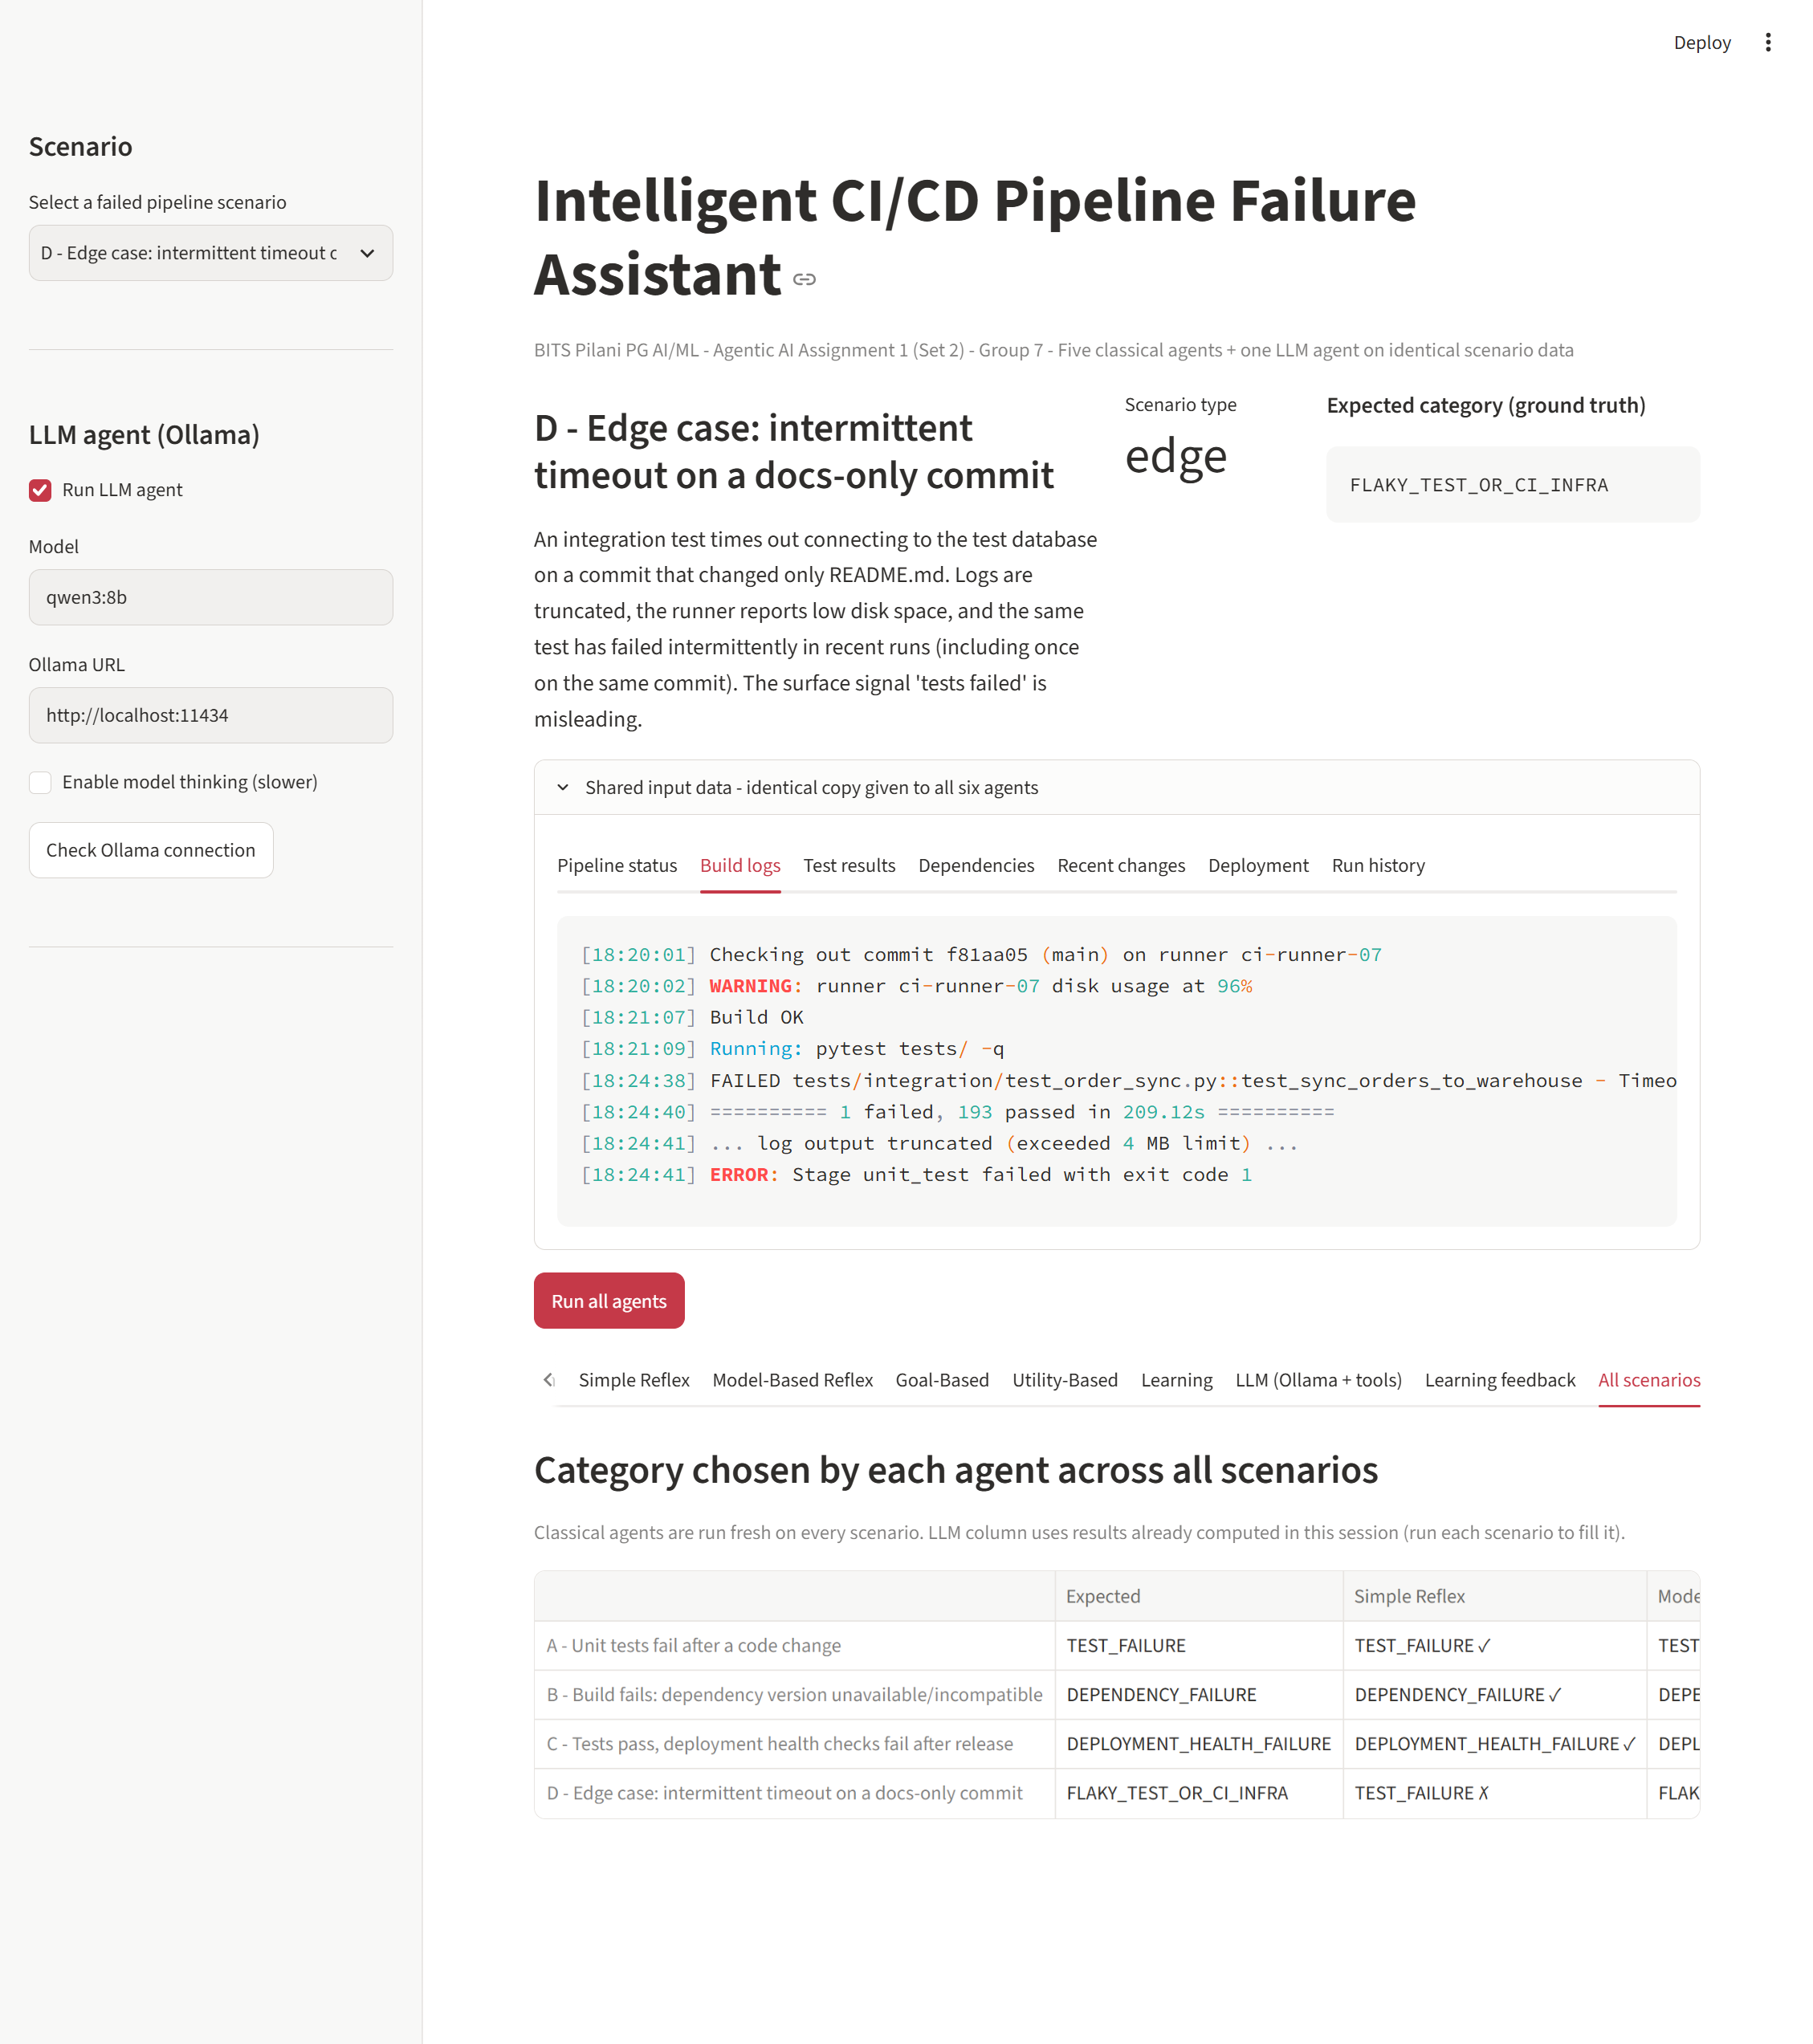 Deploy
Scenario
Select a failed pipeline scenario
D - Edge case: intermittent timeout c
LLM agent (Ollama)
Run LLM agent
Model
qwen3:8b
Ollama URL
http://localhost:11434
Enable model thinking (slower)
Check Ollama connection
Intelligent CI/CD Pipeline Failure
Assistant
BITS Pilani PG AI/ML - Agentic AI Assignment 1 (Set 2) - Group 7 - Five classical agents + one LLM agent on identical scenario data
D - Edge case: intermittent
timeout on a docs-only commit
An integration test times out connecting to the test database
on a commit that changed only README.md. Logs are
truncated, the runner reports low disk space, and the same
test has failed intermittently in recent runs (including once
on the same commit). The surface signal 'tests failed' is
misleading.
Scenario type
edge
Expected category (ground truth)
FLAKY_TEST_OR_CI_INFRA
Shared input data - identical copy given to all six agents
Pipeline status Build logs Test results Dependencies Recent changes Deployment Run history
[18:20:01] Checking out commit f81aa05 (main) on runner ci-runner-07
[18:20:02] WARNING: runner ci-runner-07 disk usage at 96%
[18:21:07] Build OK
[18:21:09] Running: pytest tests/ -q
[18:24:38] FAILED tests/integration/test_order_sync.py::test_sync_orders_to_warehouse - Timeo
[18:24:40] ========== 1 failed, 193 passed in 209.12s ==========
[18:24:41] ... log output truncated (exceeded 4 MB limit) ...
[18:24:41] ERROR: Stage unit_test failed with exit code 1
Run all agents
Simple Reflex Model-Based Reflex Goal-Based Utility-Based Learning LLM (Ollama + tools) Learning feedback All scenarios
Category chosen by each agent across all scenarios
Classical agents are run fresh on every scenario. LLM column uses results already computed in this session (run each scenario to fill it).
Expected Simple Reflex Mode
A - Unit tests fail after a code change TEST_FAILURE TEST_FAILURE ✓ TEST
B - Build fails: dependency version unavailable/incompatible DEPENDENCY_FAILURE DEPENDENCY_FAILURE ✓ DEPE
C - Tests pass, deployment health checks fail after release DEPLOYMENT_HEALTH_FAILURE DEPLOYMENT_HEALTH_FAILURE ✓ DEPL
D - Edge case: intermittent timeout on a docs-only commit FLAKY_TEST_OR_CI_INFRA TEST_FAILURE ✗ FLAK